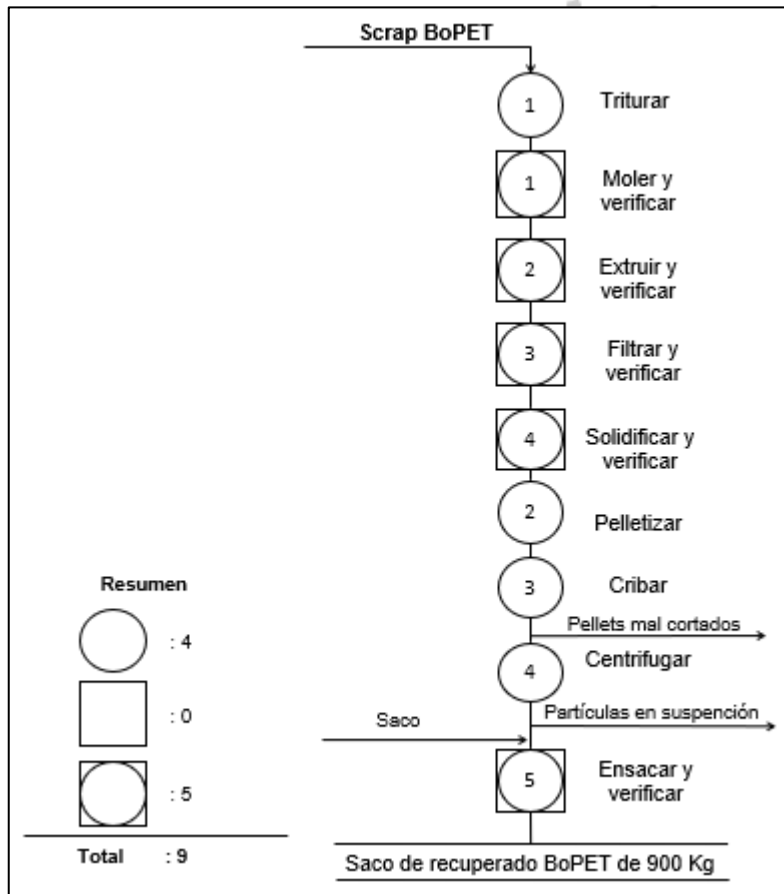 Scrap BoPET
1
Triturar
1
Moler y
verificar
2
Extruir y
verificar
3
Filtrar y
verificar
4
Solidificar y
verificar
2
Pelletizar
3
Cribar
Pellets mal cortados
4
Centrifugar
Partículas en suspención
Saco
5
Ensacar y
verificar
Saco de recuperado BoPET de 900 Kg
Resumen
: 4
: 0
: 5
Total : 9